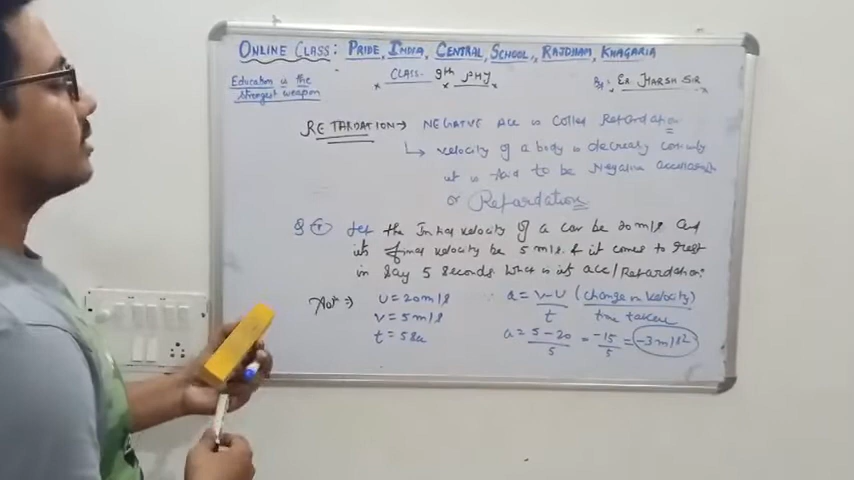 ONLINE CLASS: PRIDE INDIA CENTRAL SCHOOL, RAJDHAM, KHAGARIA
Education is the strongest weapon
CLASS. 9th PHY
By Er. HARSH SIR
RETARDATION → NEGATIVE Acc is Called Retardation
↳ velocity of a body is decreasing
it is said to be Negative acceleration
or Retardation
Q 1 Let the Initial velocity of a car be 20 m/s and
its final velocity be 5 m/s. If it comes to rest
in say 5 seconds what is its acc/Retardation?
Sol⇒ U = 20 m/s a = V-U/t (change in velocity/time taken)
V = 5 m/s
t = 5 sec a = 5-20/5 = -15/5 = -3 m/s²